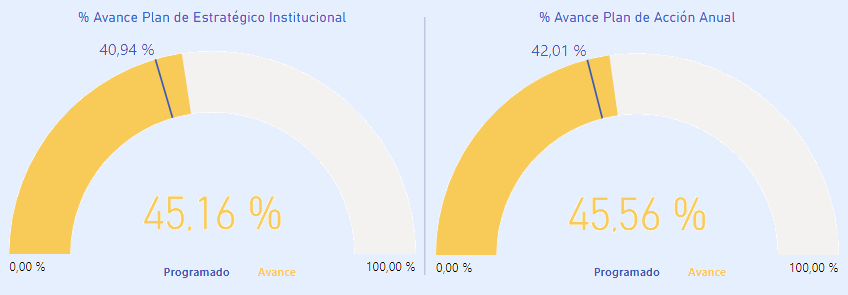 % Avance Plan de Estratégico Institucional
40,94 %
45,16 %
0,00 %
100,00 %
Programado
Avance
% Avance Plan de Acción Anual
42,01 %
45,56 %
0,00 %
100,00 %
Programado
Avance